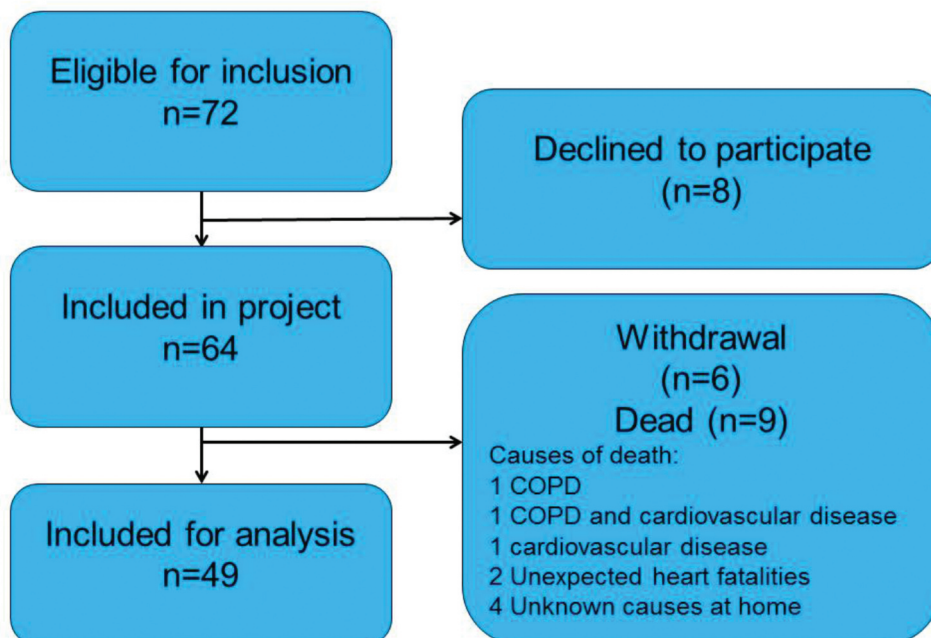 Eligible for inclusion
n=72
Declined to participate
(n=8)
Included in project
n=64
Withdrawal
(n=6)
Dead (n=9)
Causes of death:
1 COPD
1 COPD and cardiovascular disease
1 cardiovascular disease
2 Unexpected heart fatalities
4 Unknown causes at home
Included for analysis
n=49